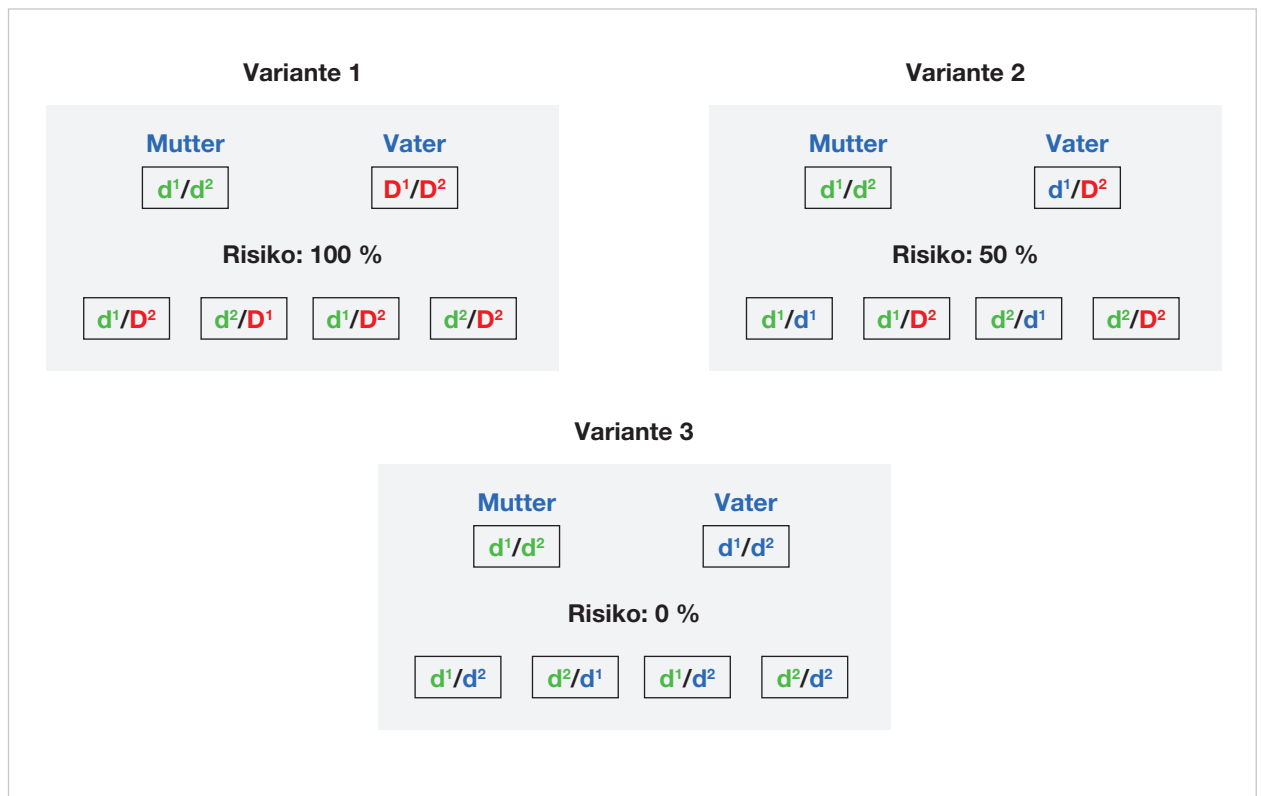 Variante 1
Mutter Vater
d¹/d² D¹/D²
Risiko: 100 %
d¹/D² d²/D¹ d¹/D² d²/D²
Variante 2
Mutter Vater
d¹/d² d¹/D²
Risiko: 50 %
d¹/d¹ d¹/D² d²/d¹ d²/D²
Variante 3
Mutter Vater
d¹/d² d¹/d²
Risiko: 0 %
d¹/d² d²/d¹ d¹/d² d²/d²